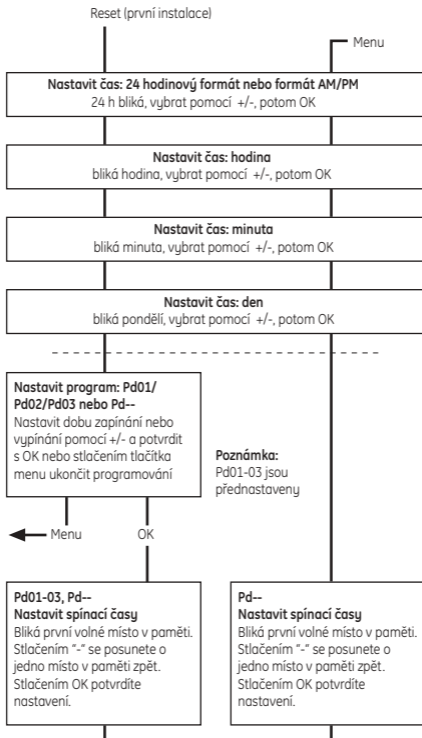 Reset (první instalace)
Menu
Nastavit čas: 24 hodinový formát nebo formát AM/PM
24 h bliká, vybrat pomocí +/-, potom OK
Nastavit čas: hodina
bliká hodina, vybrat pomocí +/-, potom OK
Nastavit čas: minuta
bliká minuta, vybrat pomocí +/-, potom OK
Nastavit čas: den
bliká pondělí, vybrat pomocí +/-, potom OK
Nastavit program: Pd01/
Pd02/Pd03 nebo Pd--
Nastavit dobu zapínání nebo
vypínání pomocí +/- a potvrdit
s OK nebo stlačením tlačítka
menu ukončit programování
Poznámka:
Pd01-03 jsou
přednastaveny
Menu
OK
Pd01-03, Pd--
Nastavit spínací časy
Bliká první volné místo v paměti.
Stlačením "-" se posunete o
jedno místo v paměti zpět.
Stlačením OK potvrdíte
nastavení.
Pd--
Nastavit spínací časy
Bliká první volné místo v paměti.
Stlačením "-" se posunete o
jedno místo v paměti zpět.
Stlačením OK potvrdíte
nastavení.